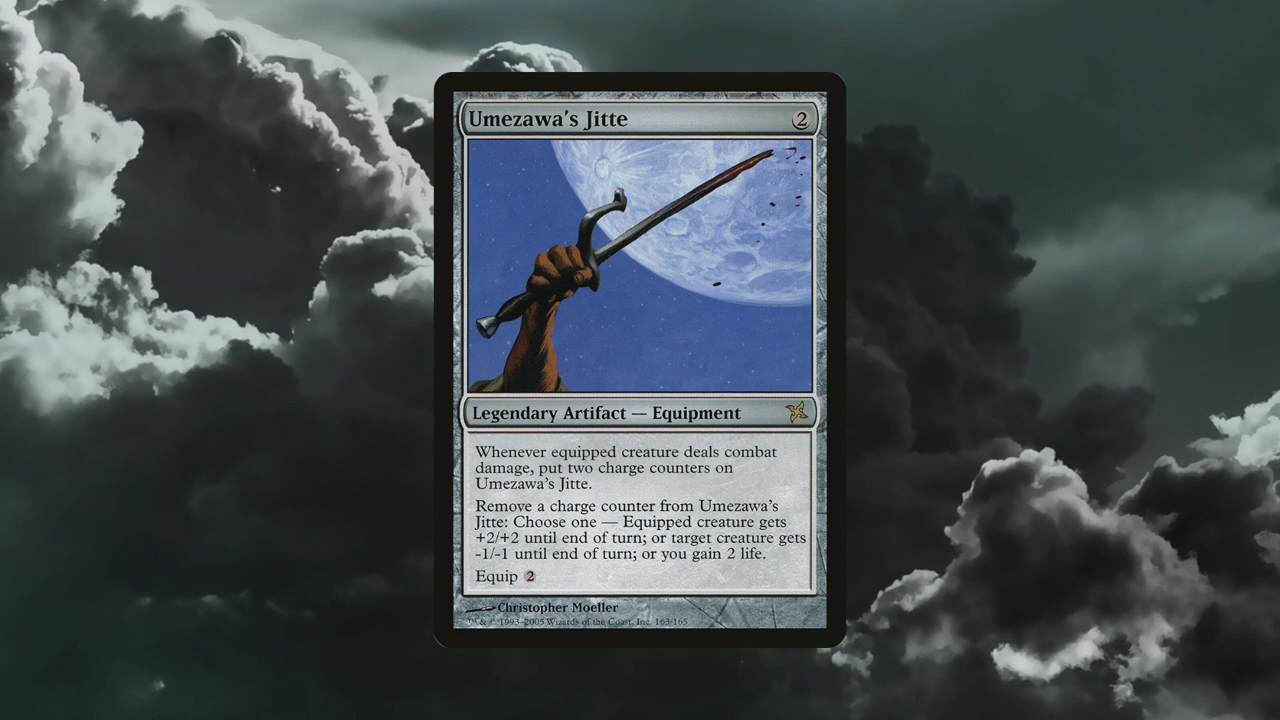 Umezawa's Jitte 2
Legendary Artifact — Equipment
Whenever equipped creature deals combat
damage, put two charge counters on
Umezawa's Jitte.
Remove a charge counter from Umezawa's
Jitte: Choose one — Equipped creature gets
+2/+2 until end of turn; or target creature gets
-1/-1 until end of turn; or you gain 2 life.
Equip 2
Christopher Moeller
™ & © 1993–2005 Wizards of the Coast, Inc. 163/165